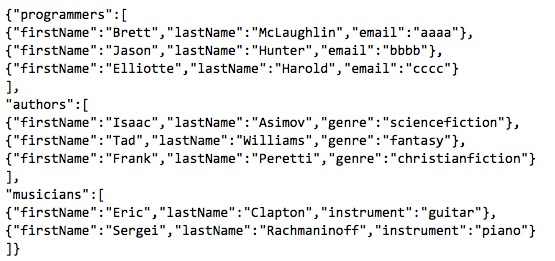 {"programmers":[
{"firstName":"Brett","lastName":"McLaughlin","email":"aaaa"},
{"firstName":"Jason","lastName":"Hunter","email":"bbbb"},
{"firstName":"Elliotte","lastName":"Harold","email":"cccc"}
],
"authors":[
{"firstName":"Isaac","lastName":"Asimov","genre":"sciencefiction"},
{"firstName":"Tad","lastName":"Williams","genre":"fantasy"},
{"firstName":"Frank","lastName":"Peretti","genre":"christianfiction"}
],
"musicians":[
{"firstName":"Eric","lastName":"Clapton","instrument":"guitar"},
{"firstName":"Sergei","lastName":"Rachmaninoff","instrument":"piano"}
]}